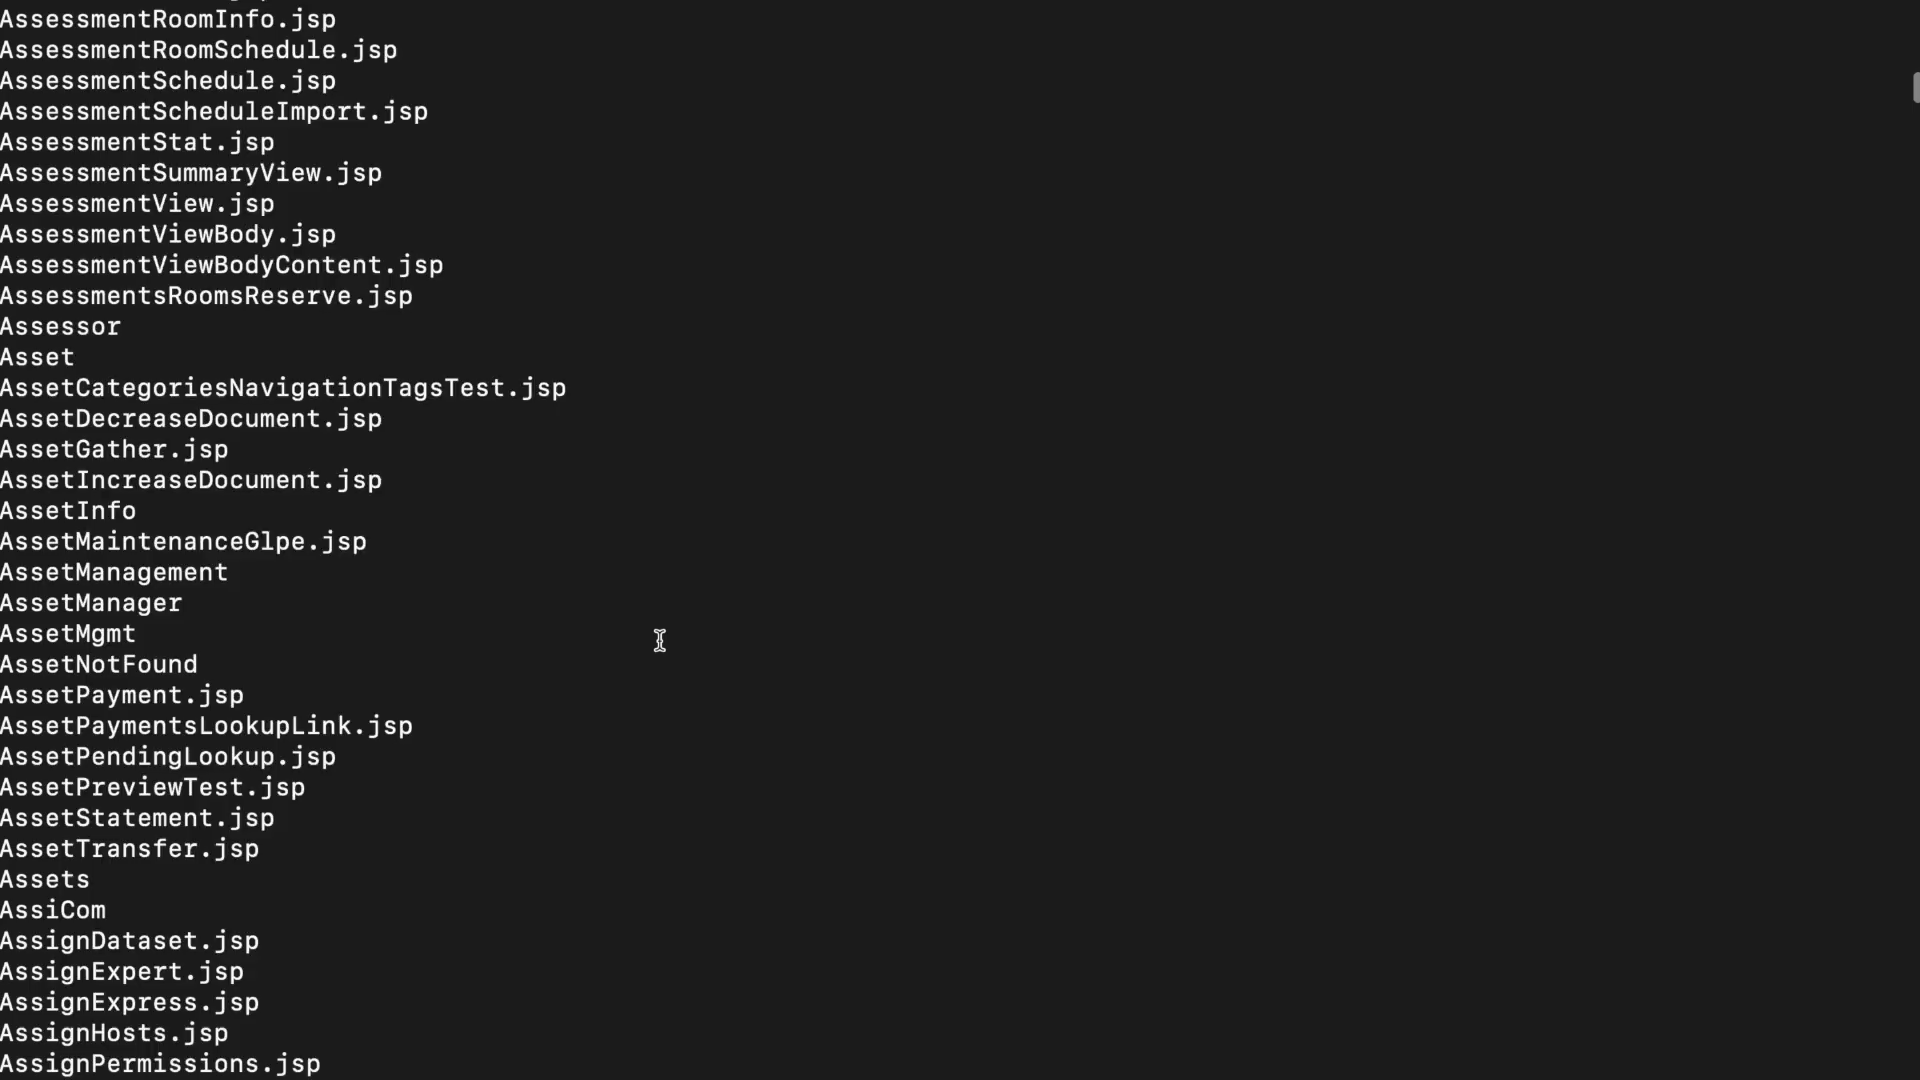 AssessmentRoomInfo.jsp
AssessmentRoomSchedule.jsp
AssessmentSchedule.jsp
AssessmentScheduleImport.jsp
AssessmentStat.jsp
AssessmentSummaryView.jsp
AssessmentView.jsp
AssessmentViewBody.jsp
AssessmentViewBodyContent.jsp
AssessmentsRoomsReserve.jsp
Assessor
Asset
AssetCategoriesNavigationTagsTest.jsp
AssetDecreaseDocument.jsp
AssetGather.jsp
AssetIncreaseDocument.jsp
AssetInfo
AssetMaintenanceGlpe.jsp
AssetManagement
AssetManager
AssetMgmt
AssetNotFound
AssetPayment.jsp
AssetPaymentsLookupLink.jsp
AssetPendingLookup.jsp
AssetPreviewTest.jsp
AssetStatement.jsp
AssetTransfer.jsp
Assets
AssiCom
AssignDataset.jsp
AssignExpert.jsp
AssignExpress.jsp
AssignHosts.jsp
AssignPermissions.jsp